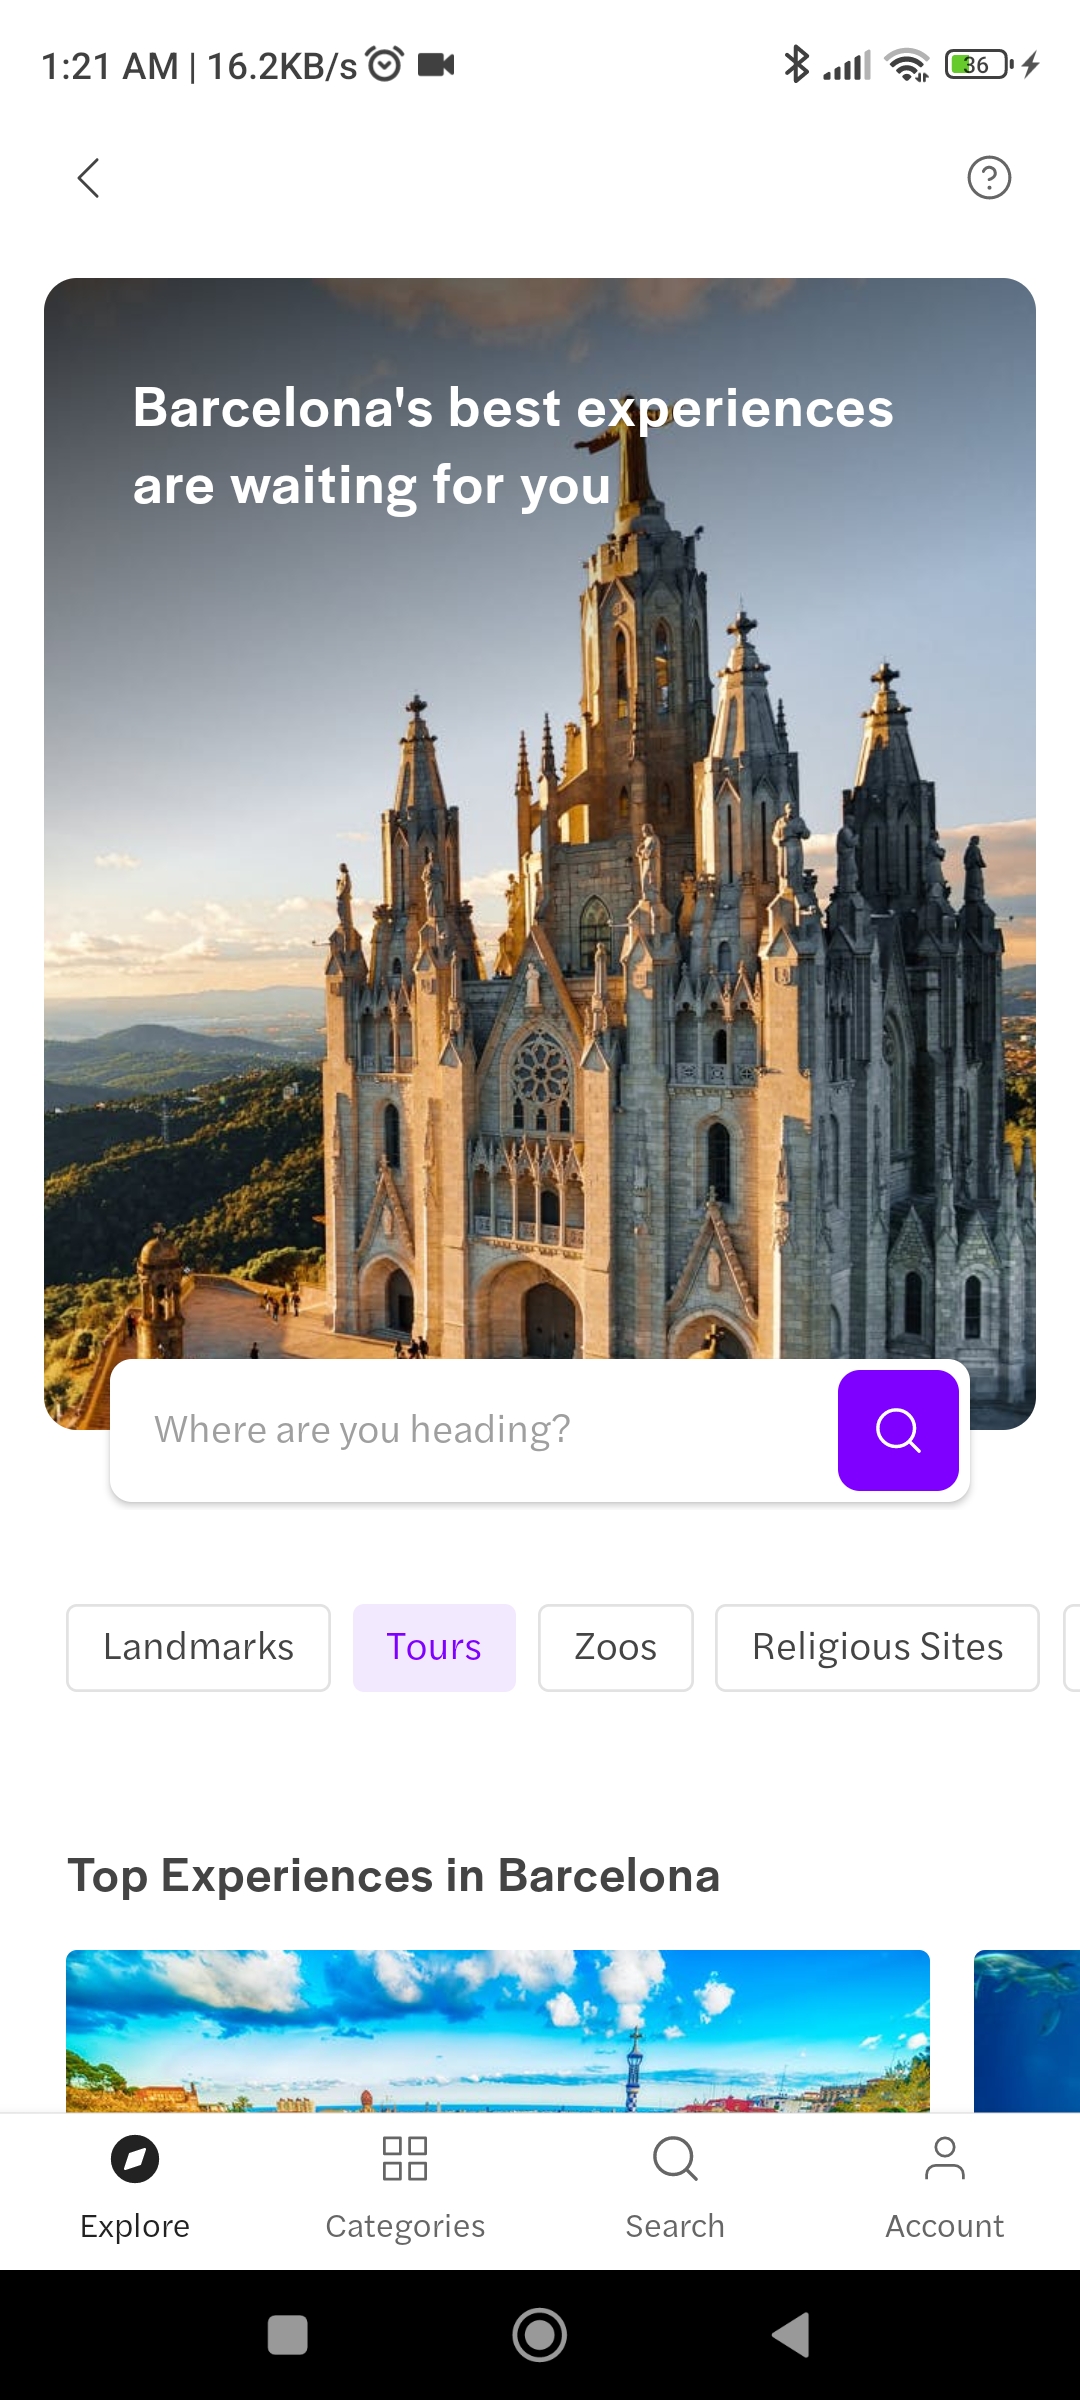 1:21 AM | 16.2KB/s
36
Barcelona's best experiences
are waiting for you
Where are you heading?
Landmarks Tours Zoos Religious Sites
Top Experiences in Barcelona
Explore Categories Search Account